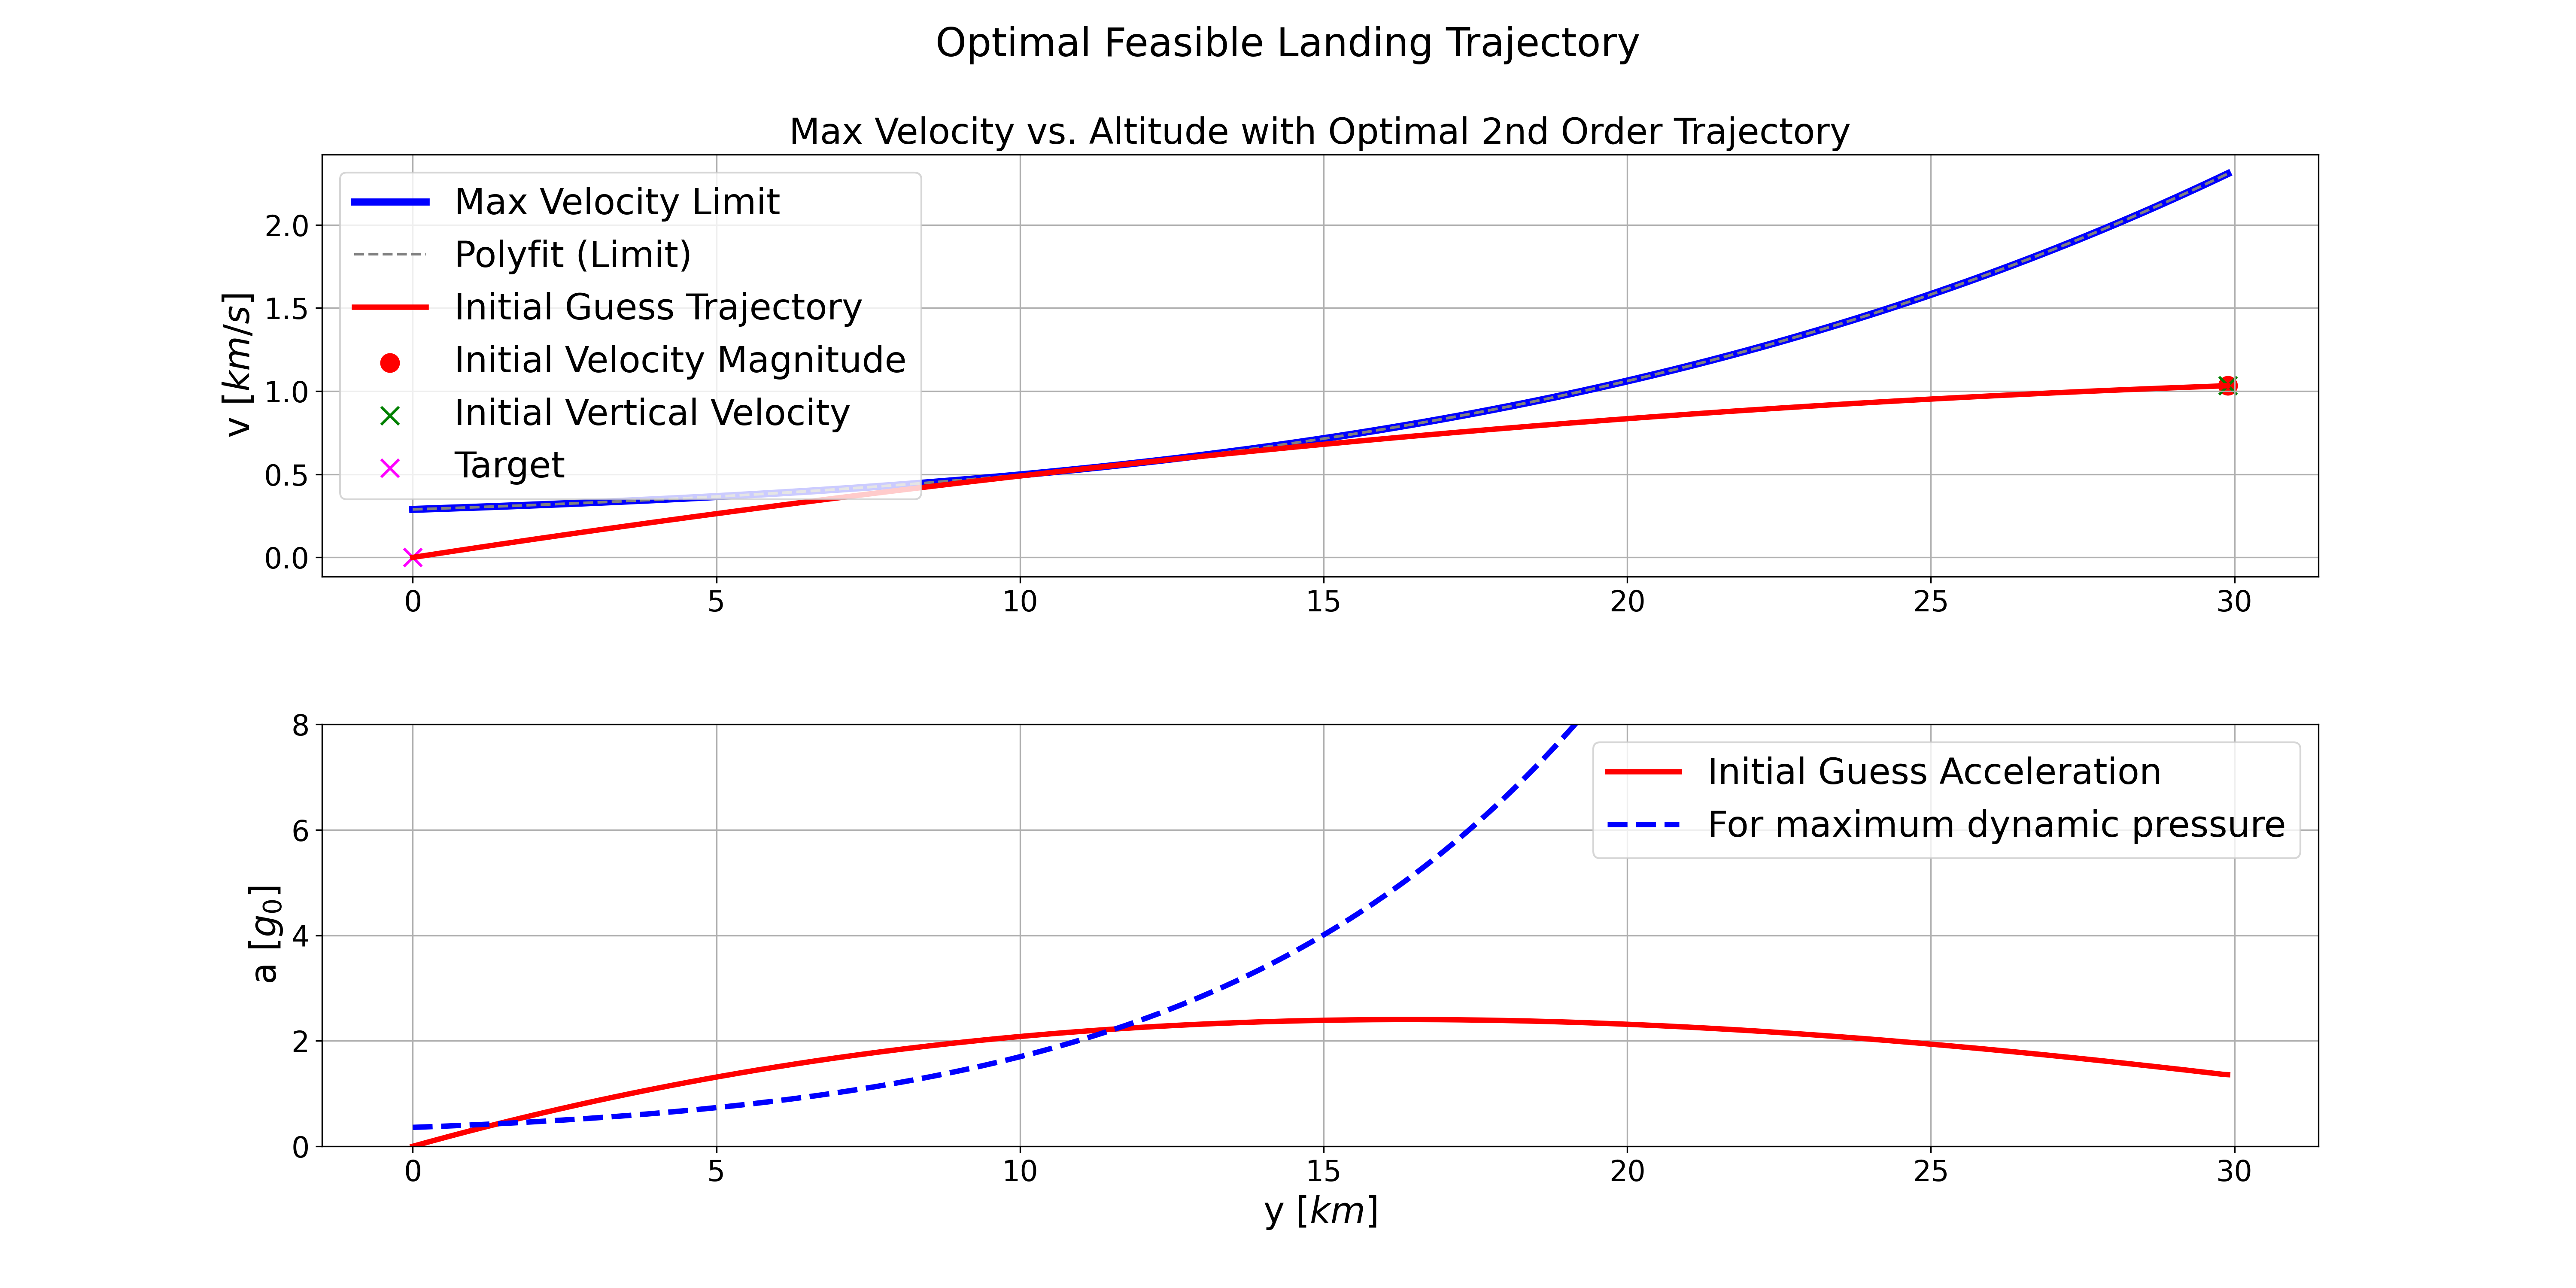 Optimal Feasible Landing Trajectory
Max Velocity vs. Altitude with Optimal 2nd Order Trajectory
v [km/s]
2.0
1.5
1.0
0.5
0.0
Max Velocity Limit
Polyfit (Limit)
Initial Guess Trajectory
Initial Velocity Magnitude
Initial Vertical Velocity
Target
0 5 10 15 20 25 30
a [g₀]
8
6
4
2
0
Initial Guess Acceleration
For maximum dynamic pressure
0 5 10 15 20 25 30
y [km]